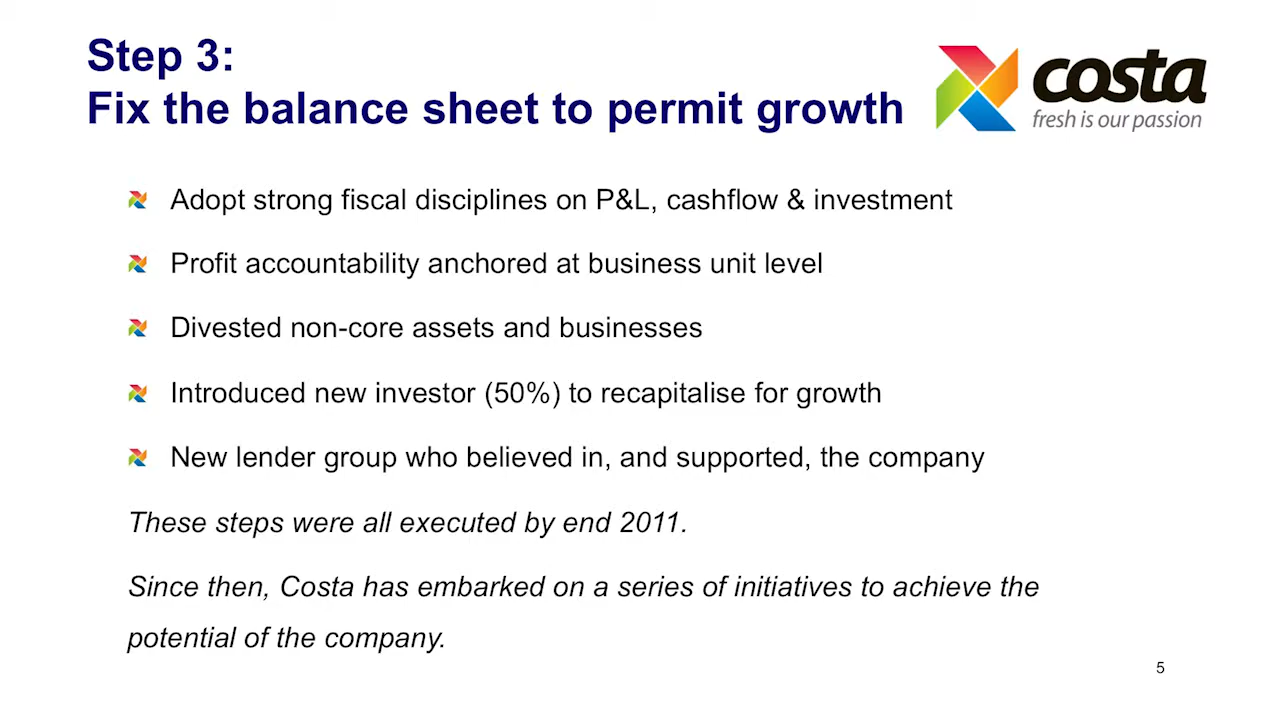 Step 3:
Fix the balance sheet to permit growth
costa
fresh is our passion
Adopt strong fiscal disciplines on P&L, cashflow & investment
Profit accountability anchored at business unit level
Divested non-core assets and businesses
Introduced new investor (50%) to recapitalise for growth
New lender group who believed in, and supported, the company
These steps were all executed by end 2011.
Since then, Costa has embarked on a series of initiatives to achieve the
potential of the company.
5